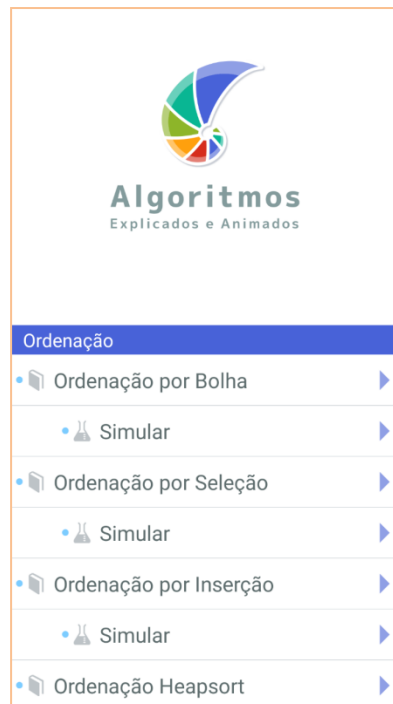 Algoritmos
Explicados e Animados
Ordenação
Ordenação por Bolha
Simular
Ordenação por Seleção
Simular
Ordenação por Inserção
Simular
Ordenação Heapsort